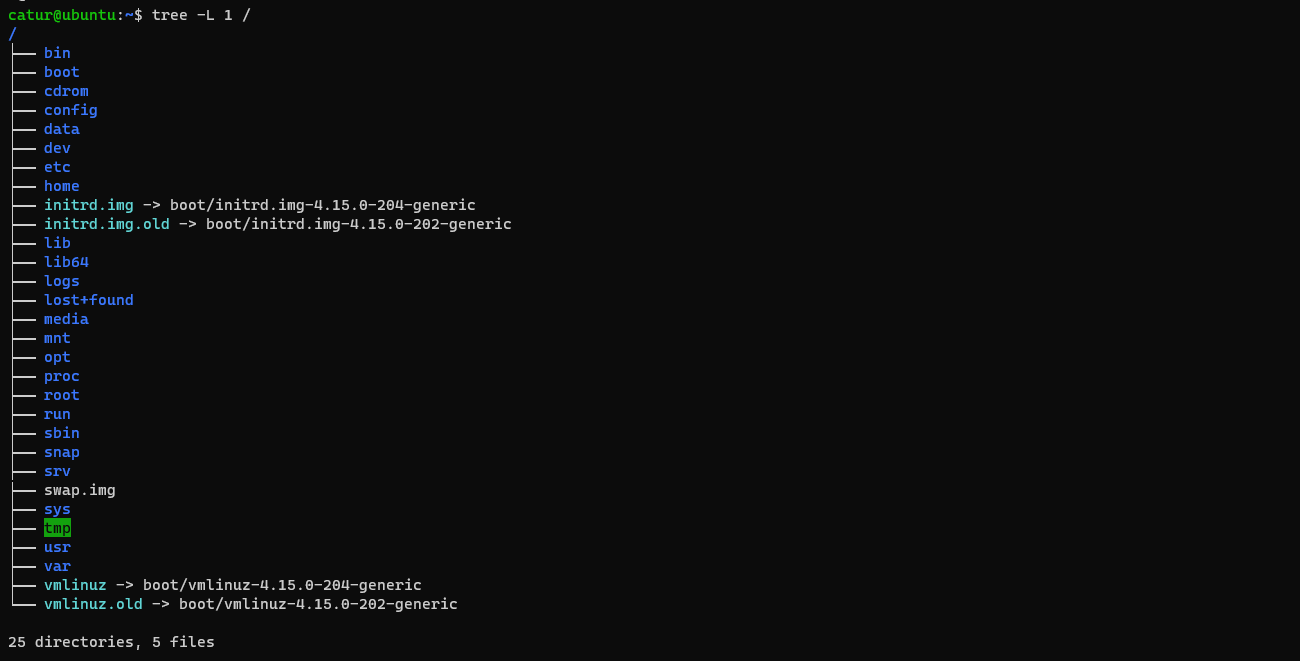 catur@ubuntu:~$ tree -L 1 /
/
├── bin
├── boot
├── cdrom
├── config
├── data
├── dev
├── etc
├── home
├── initrd.img -> boot/initrd.img-4.15.0-204-generic
├── initrd.img.old -> boot/initrd.img-4.15.0-202-generic
├── lib
├── lib64
├── logs
├── lost+found
├── media
├── mnt
├── opt
├── proc
├── root
├── run
├── sbin
├── snap
├── srv
├── swap.img
├── sys
├── tmp
├── usr
├── var
├── vmlinuz -> boot/vmlinuz-4.15.0-204-generic
└── vmlinuz.old -> boot/vmlinuz-4.15.0-202-generic
25 directories, 5 files